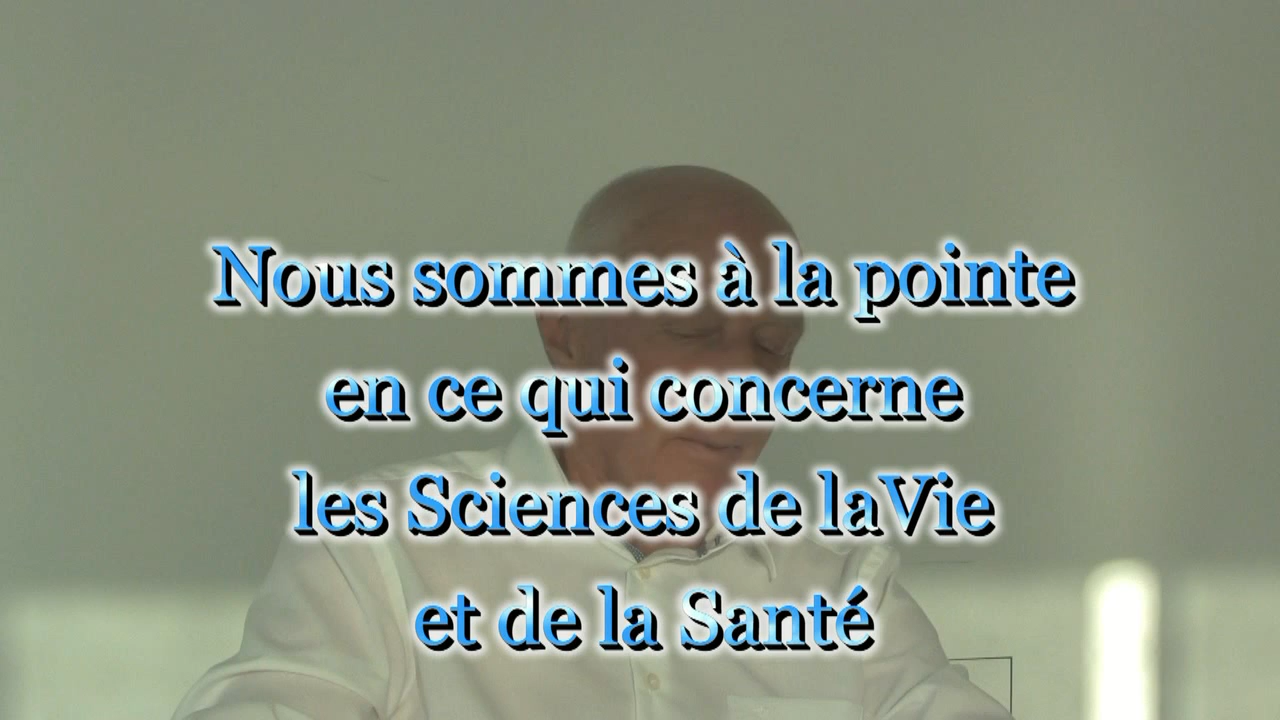 Nous sommes à la pointe
en ce qui concerne
les Sciences de laVie
et de la Santé